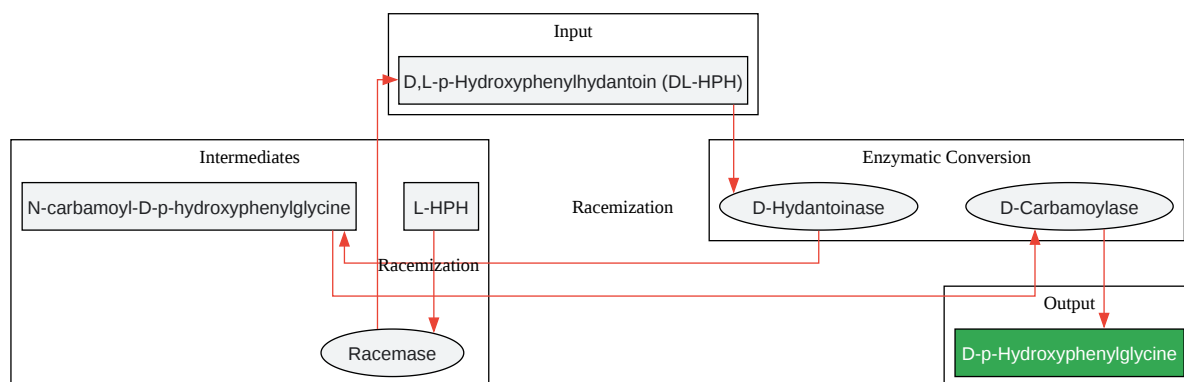 Input
D,L-p-Hydroxyphenylhydantoin (DL-HPH)
Intermediates
Enzymatic Conversion
N-carbamoyl-D-p-hydroxyphenylglycine
L-HPH
Racemization
D-Hydantoinase
D-Carbamoylase
Racemization
Output
Racemase
D-p-Hydroxyphenylglycine